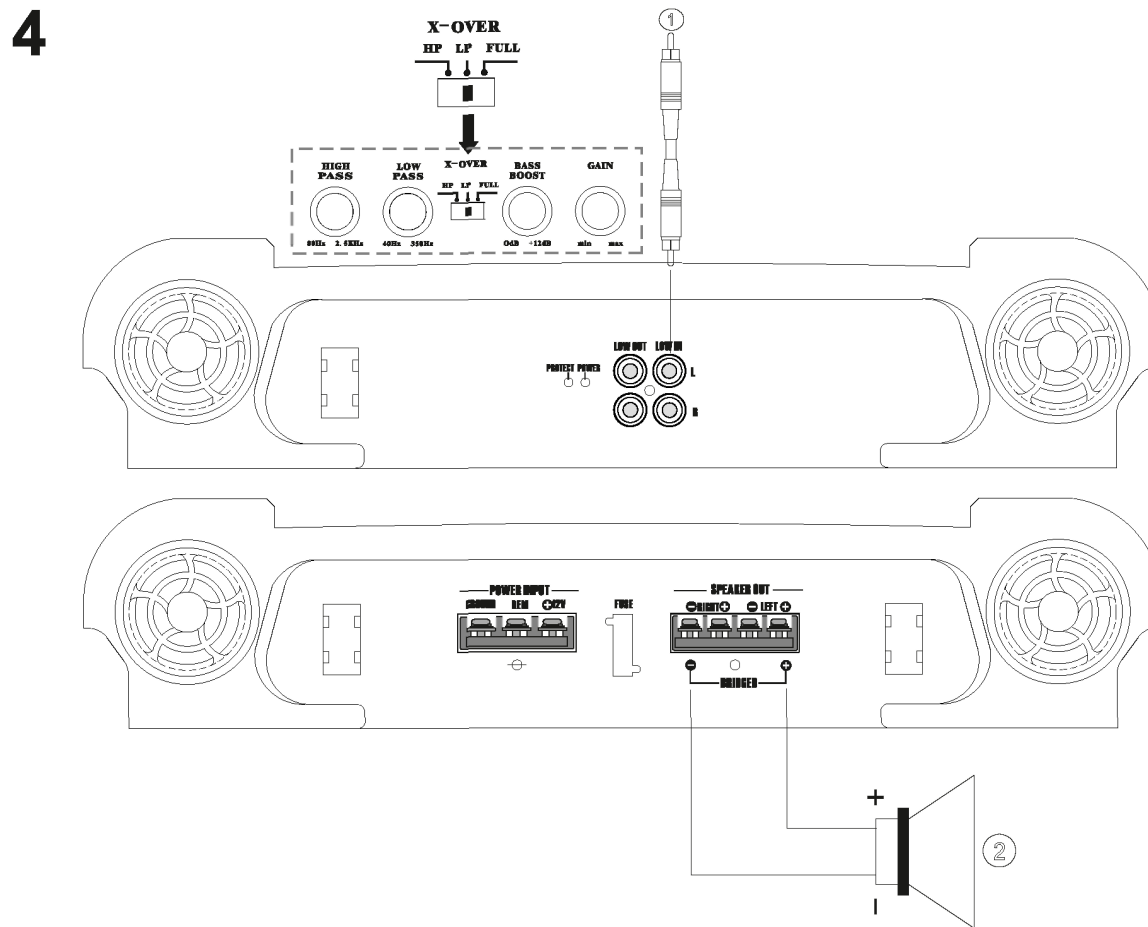 4
1
X-OVER
HP LP FULL
HIGH PASS
80Hz 2.5KHz
LOW PASS
40Hz 350Hz
X-OVER
HP LP FULL
BASS BOOST
0dB +12dB
GAIN
min max
LOW OUT LOW IN
PROTECT POWER
L
R
POWER INPUT
GROUND REM +12V
FUSE
SPEAKER OUT
- RIGHT + - LEFT +
- +
BRIDGED
+
2
-